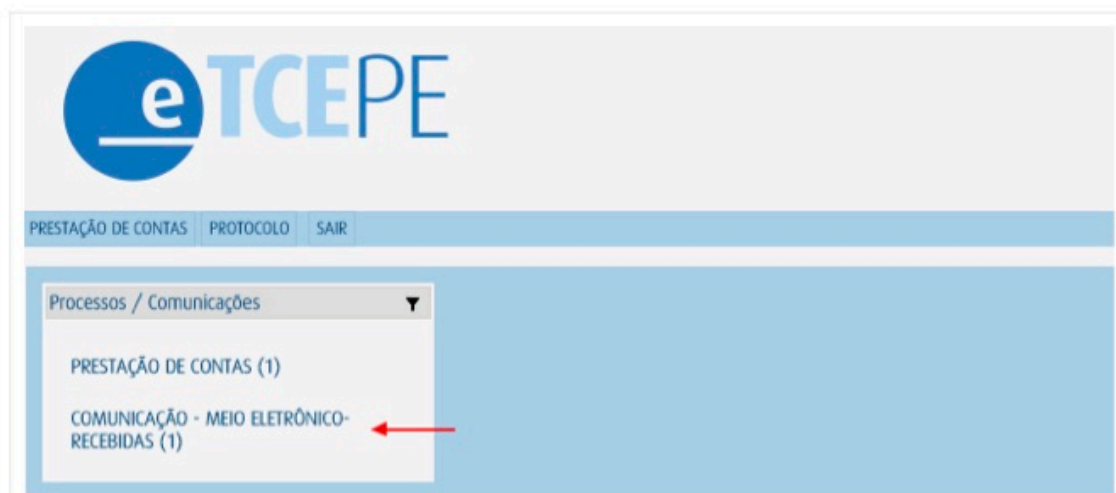 eTCEPE
PRESTAÇÃO DE CONTAS PROTOCOLO SAIR
Processos / Comunicações
PRESTAÇÃO DE CONTAS (1)
COMUNICAÇÃO - MEIO ELETRÔNICO-
RECEBIDAS (1)